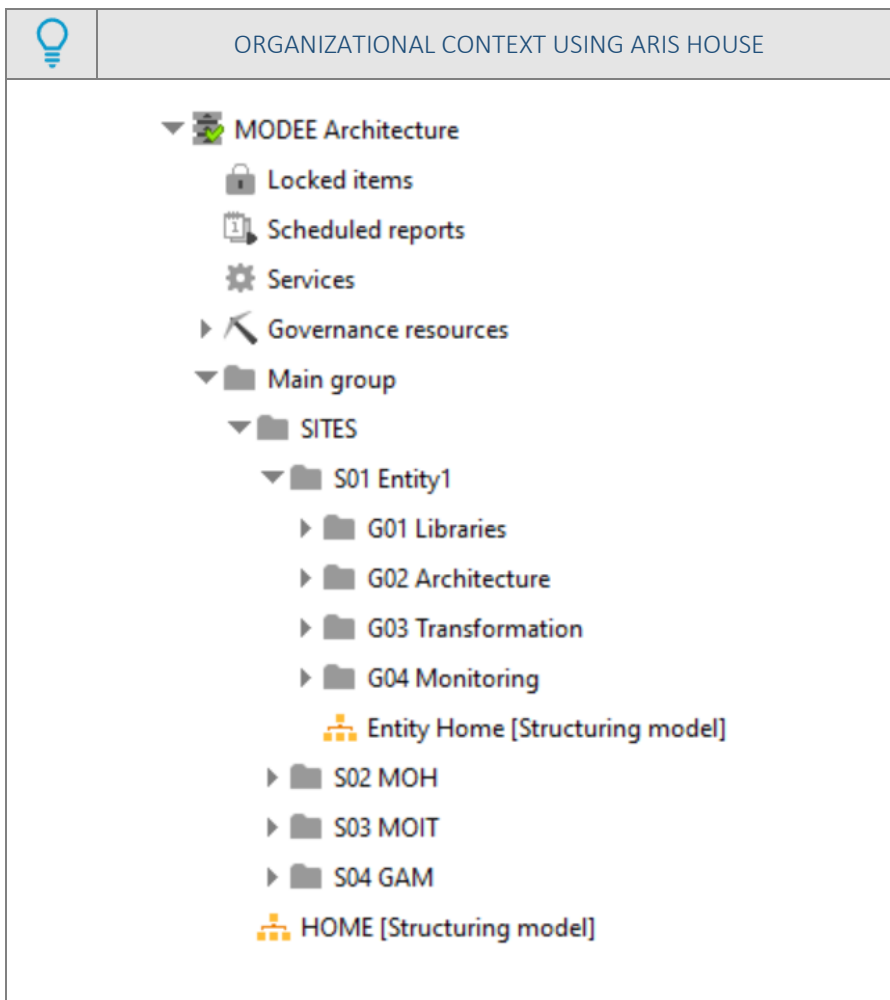 ORGANIZATIONAL CONTEXT USING ARIS HOUSE
MODEE Architecture
Locked items
Scheduled reports
Services
Governance resources
Main group
SITES
S01 Entity1
G01 Libraries
G02 Architecture
G03 Transformation
G04 Monitoring
Entity Home [Structuring model]
S02 MOH
S03 MOIT
S04 GAM
HOME [Structuring model]